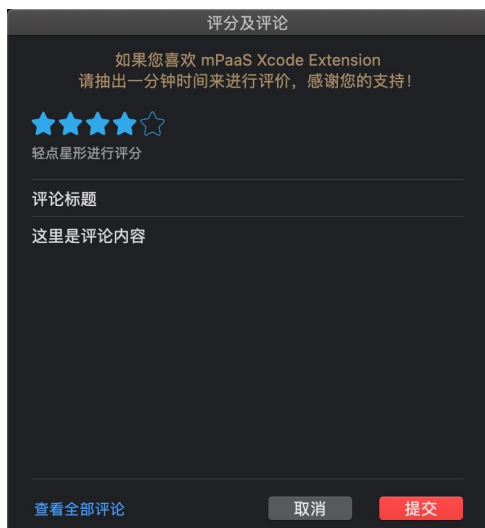 评分及评论
如果您喜欢 mPaaS Xcode Extension
请抽出一分钟时间来进行评价，感谢您的支持！
轻点星形进行评分
评论标题
这里是评论内容
查看全部评论
取消
提交